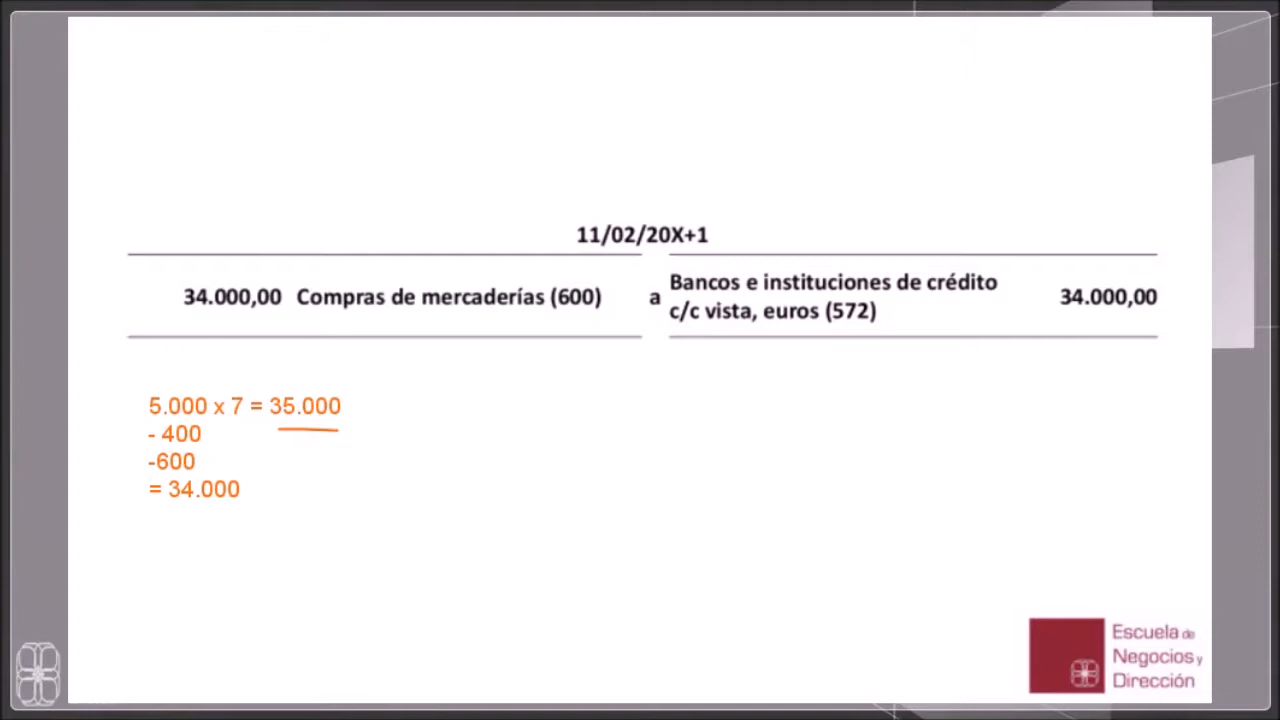 11/02/20X+1
34.000,00 Compras de mercaderías (600) a Bancos e instituciones de crédito c/c vista, euros (572) 34.000,00
5.000 x 7 = 35.000
- 400
-600
= 34.000
Escuela de
Negocios y
Dirección